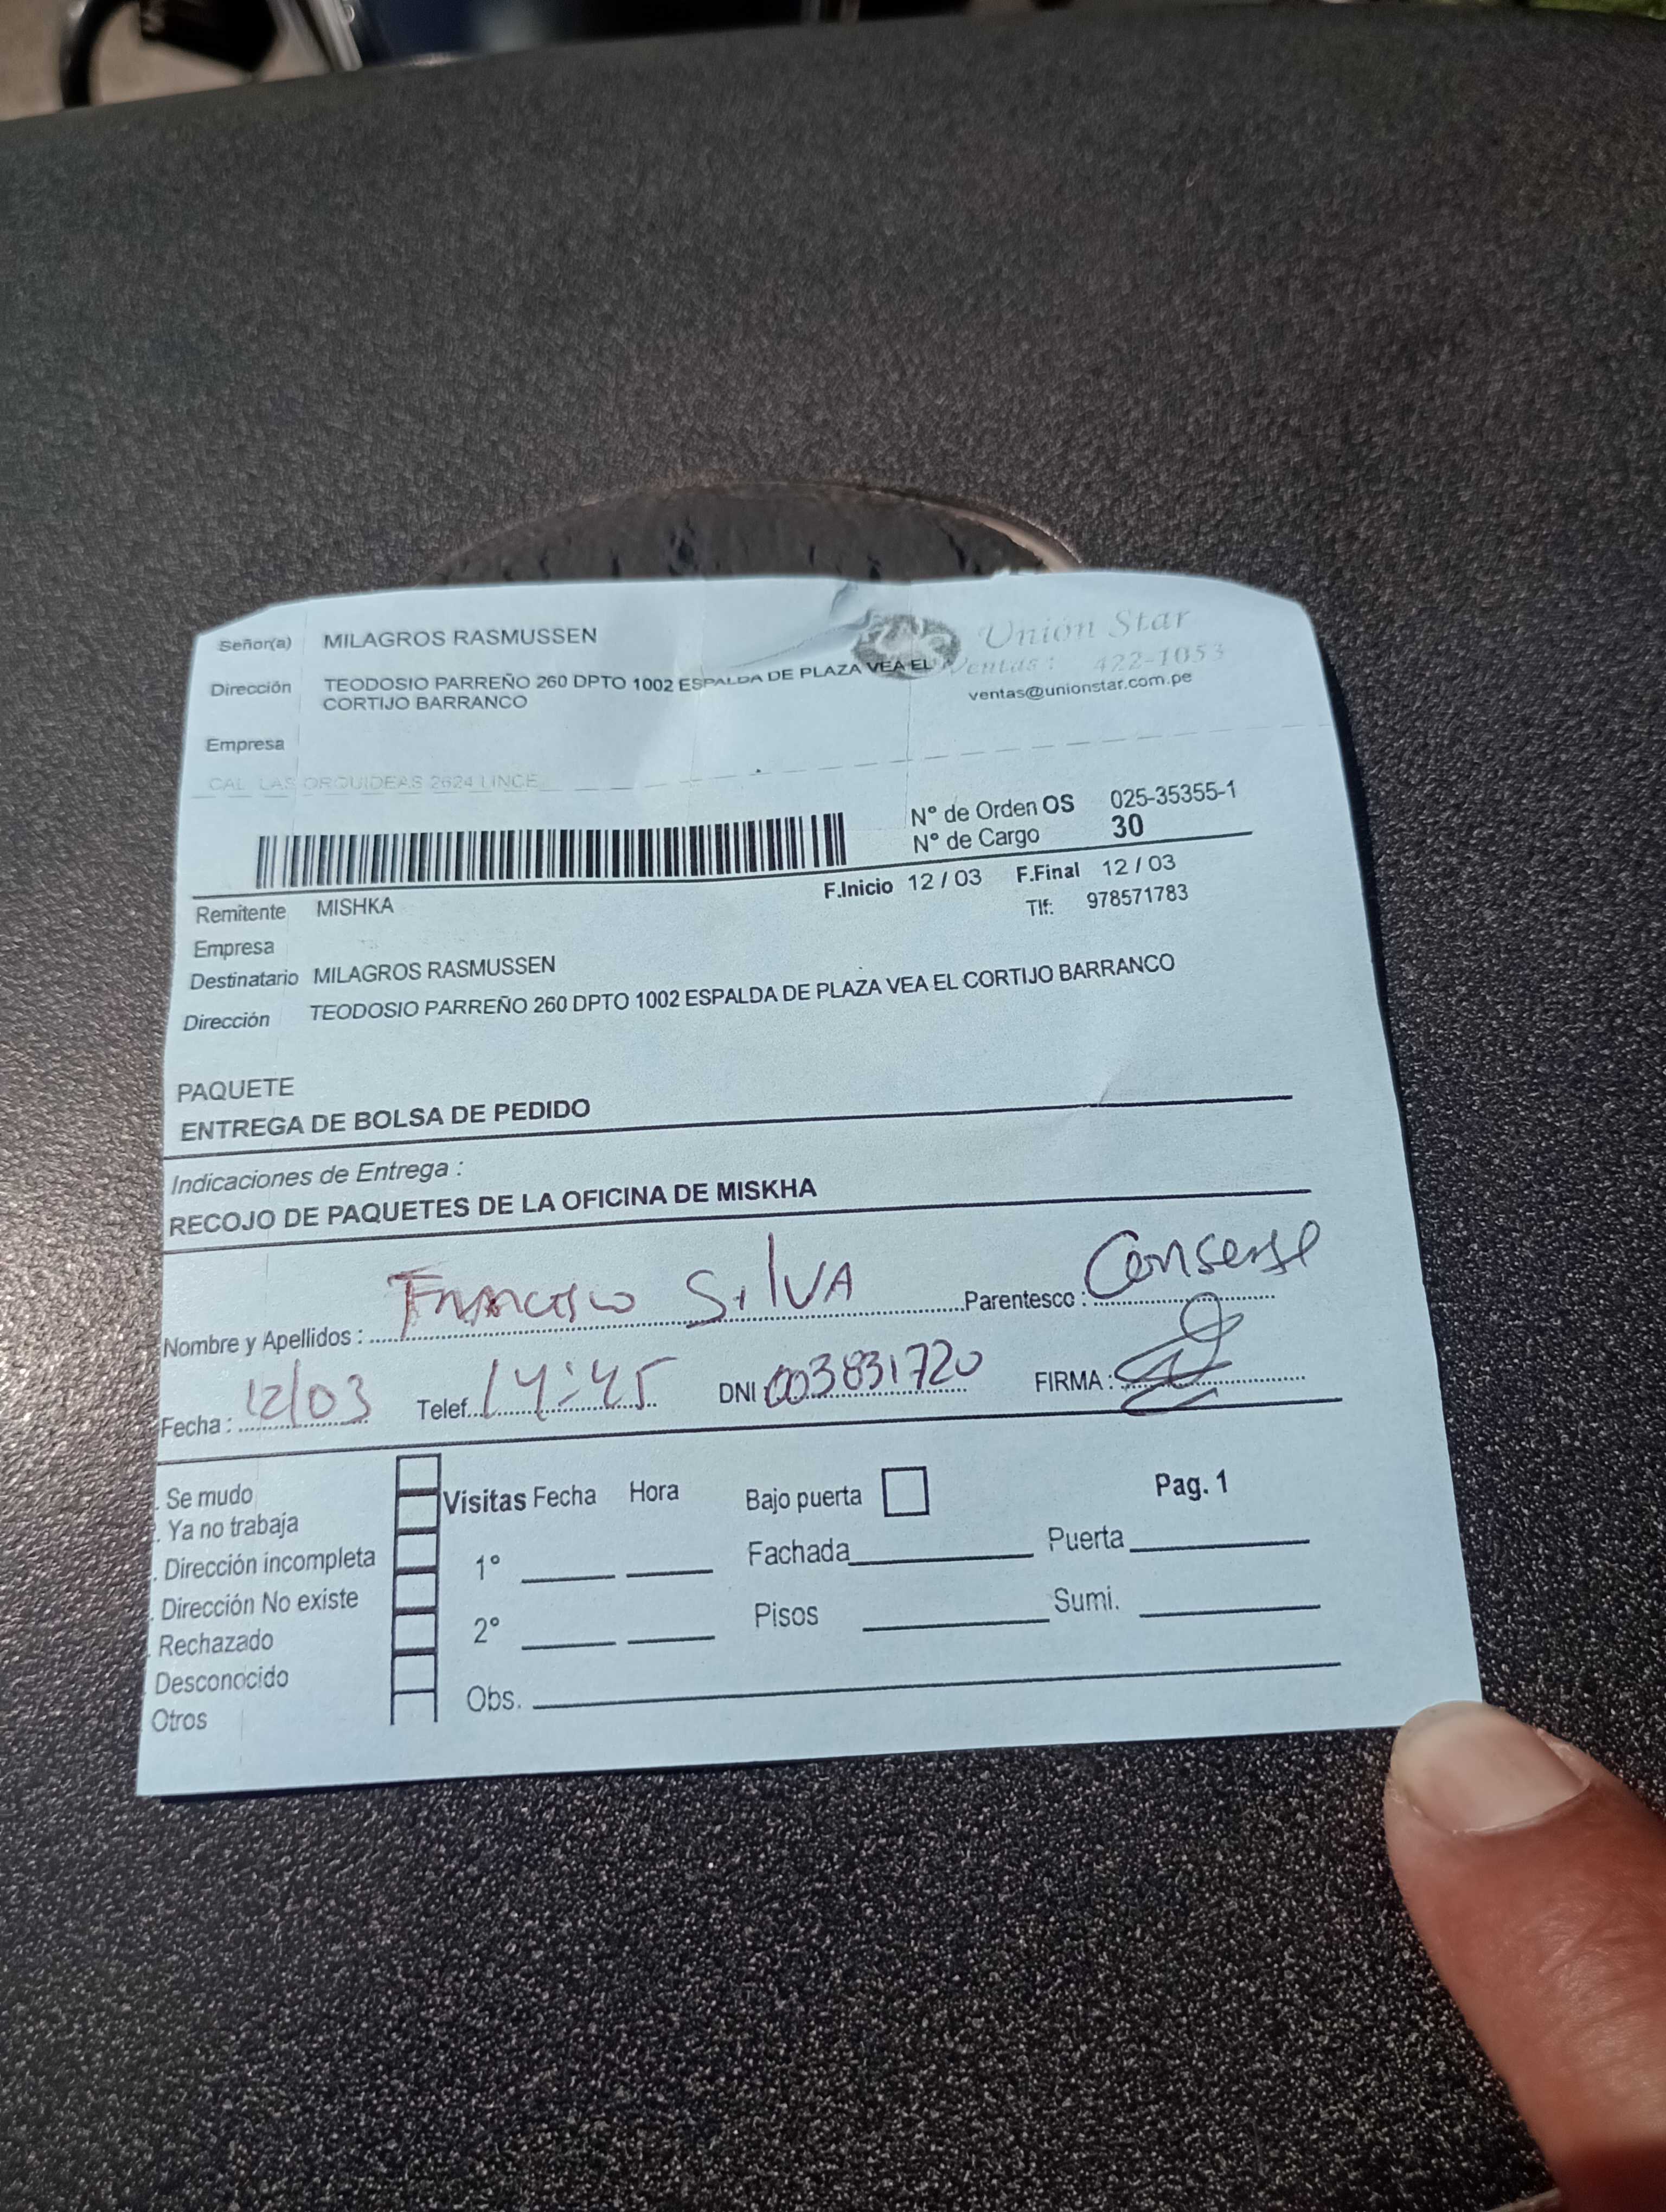 Señor(a) MILAGROS RASMUSSEN
Unión Star
Dirección TEODOSIO PARREÑO 260 DPTO 1002 ESPALDA DE PLAZA VEA EL
CORTIJO BARRANCO
Ventas: 422-1053
ventas@unionstar.com.pe
Empresa
CAL LAS ORQUIDEAS 2624 LINCE
Nº de Orden OS 025-35355-1
Nº de Cargo 30
F.Inicio 12 / 03 F.Final 12 / 03
Remitente MISHKA
Tlf: 978571783
Empresa
Destinatario MILAGROS RASMUSSEN
Dirección TEODOSIO PARREÑO 260 DPTO 1002 ESPALDA DE PLAZA VEA EL CORTIJO BARRANCO
PAQUETE
ENTREGA DE BOLSA DE PEDIDO
Indicaciones de Entrega :
RECOJO DE PAQUETES DE LA OFICINA DE MISKHA
Nombre y Apellidos : Francisco SilVA Parentesco :
Fecha : 12/03 Telef. 14:45 DNI 003831720 FIRMA :
. Se mudo
. Ya no trabaja
. Dirección incompleta
. Dirección No existe
. Rechazado
Desconocido
Otros
Visitas Fecha Hora
1º
2º
Obs.
Bajo puerta
Pag. 1
Fachada Puerta
Pisos Sumi.